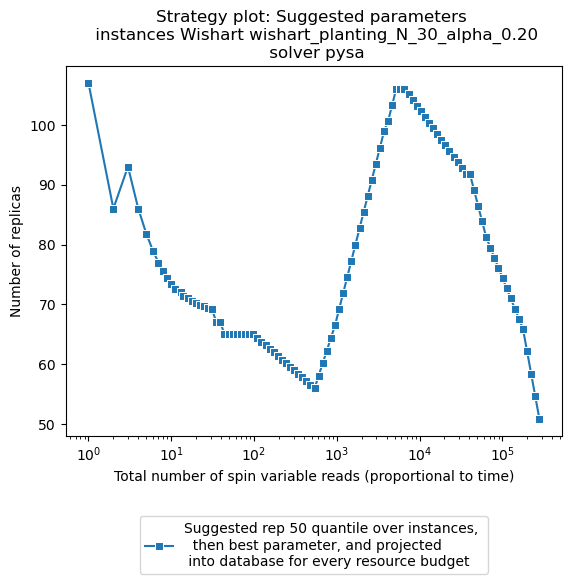 Strategy plot: Suggested parameters
instances Wishart wishart_planting_N_30_alpha_0.20
solver pysa
Number of replicas
100
90
80
70
60
50
10^0
10^1
10^2
10^3
10^4
10^5
Total number of spin variable reads (proportional to time)
Suggested rep 50 quantile over instances,
then best parameter, and projected
into database for every resource budget